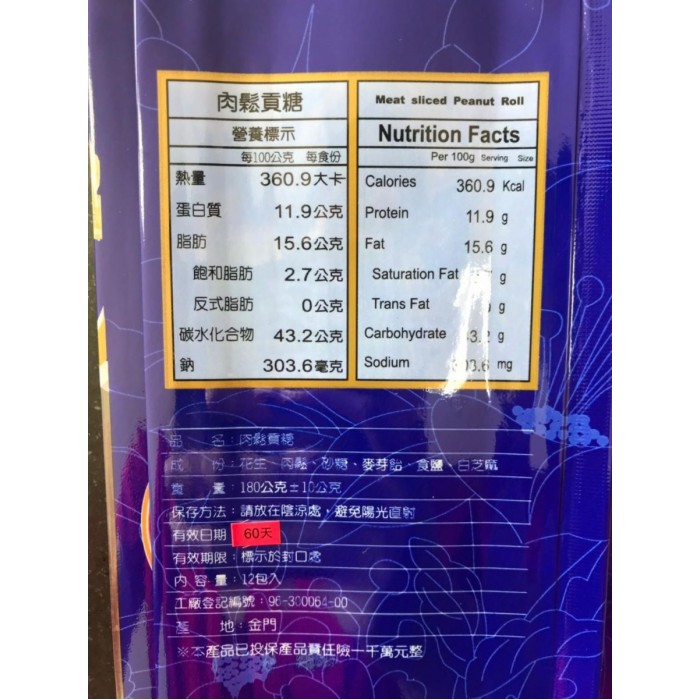 肉鬆貢糖
營養標示
每100公克 每食份
熱量 360.9大卡
蛋白質 11.9公克
脂肪 15.6公克
飽和脂肪 2.7公克
反式脂肪 0公克
碳水化合物 43.2公克
鈉 303.6毫克
Meat sliced Peanut Roll
Nutrition Facts
Per 100g Serving Size
Calories 360.9 Kcal
Protein 11.9 g
Fat 15.6 g
Saturation Fat g
Trans Fat g
Carbohydrate g
Sodium mg
品 名:肉鬆貢糖
成 份:花生、肉鬆、砂糖、麥芽飴、食鹽、白芝麻
重 量:180公克±10公克
保存方法:請放在陰涼處,避免陽光直射
有效日期 60天
有效期限:標示於封口處
內 容 量:12包入
工廠登記編號:96-300064-00
產 地:金門
※本產品已投保產品責任險一千萬元整